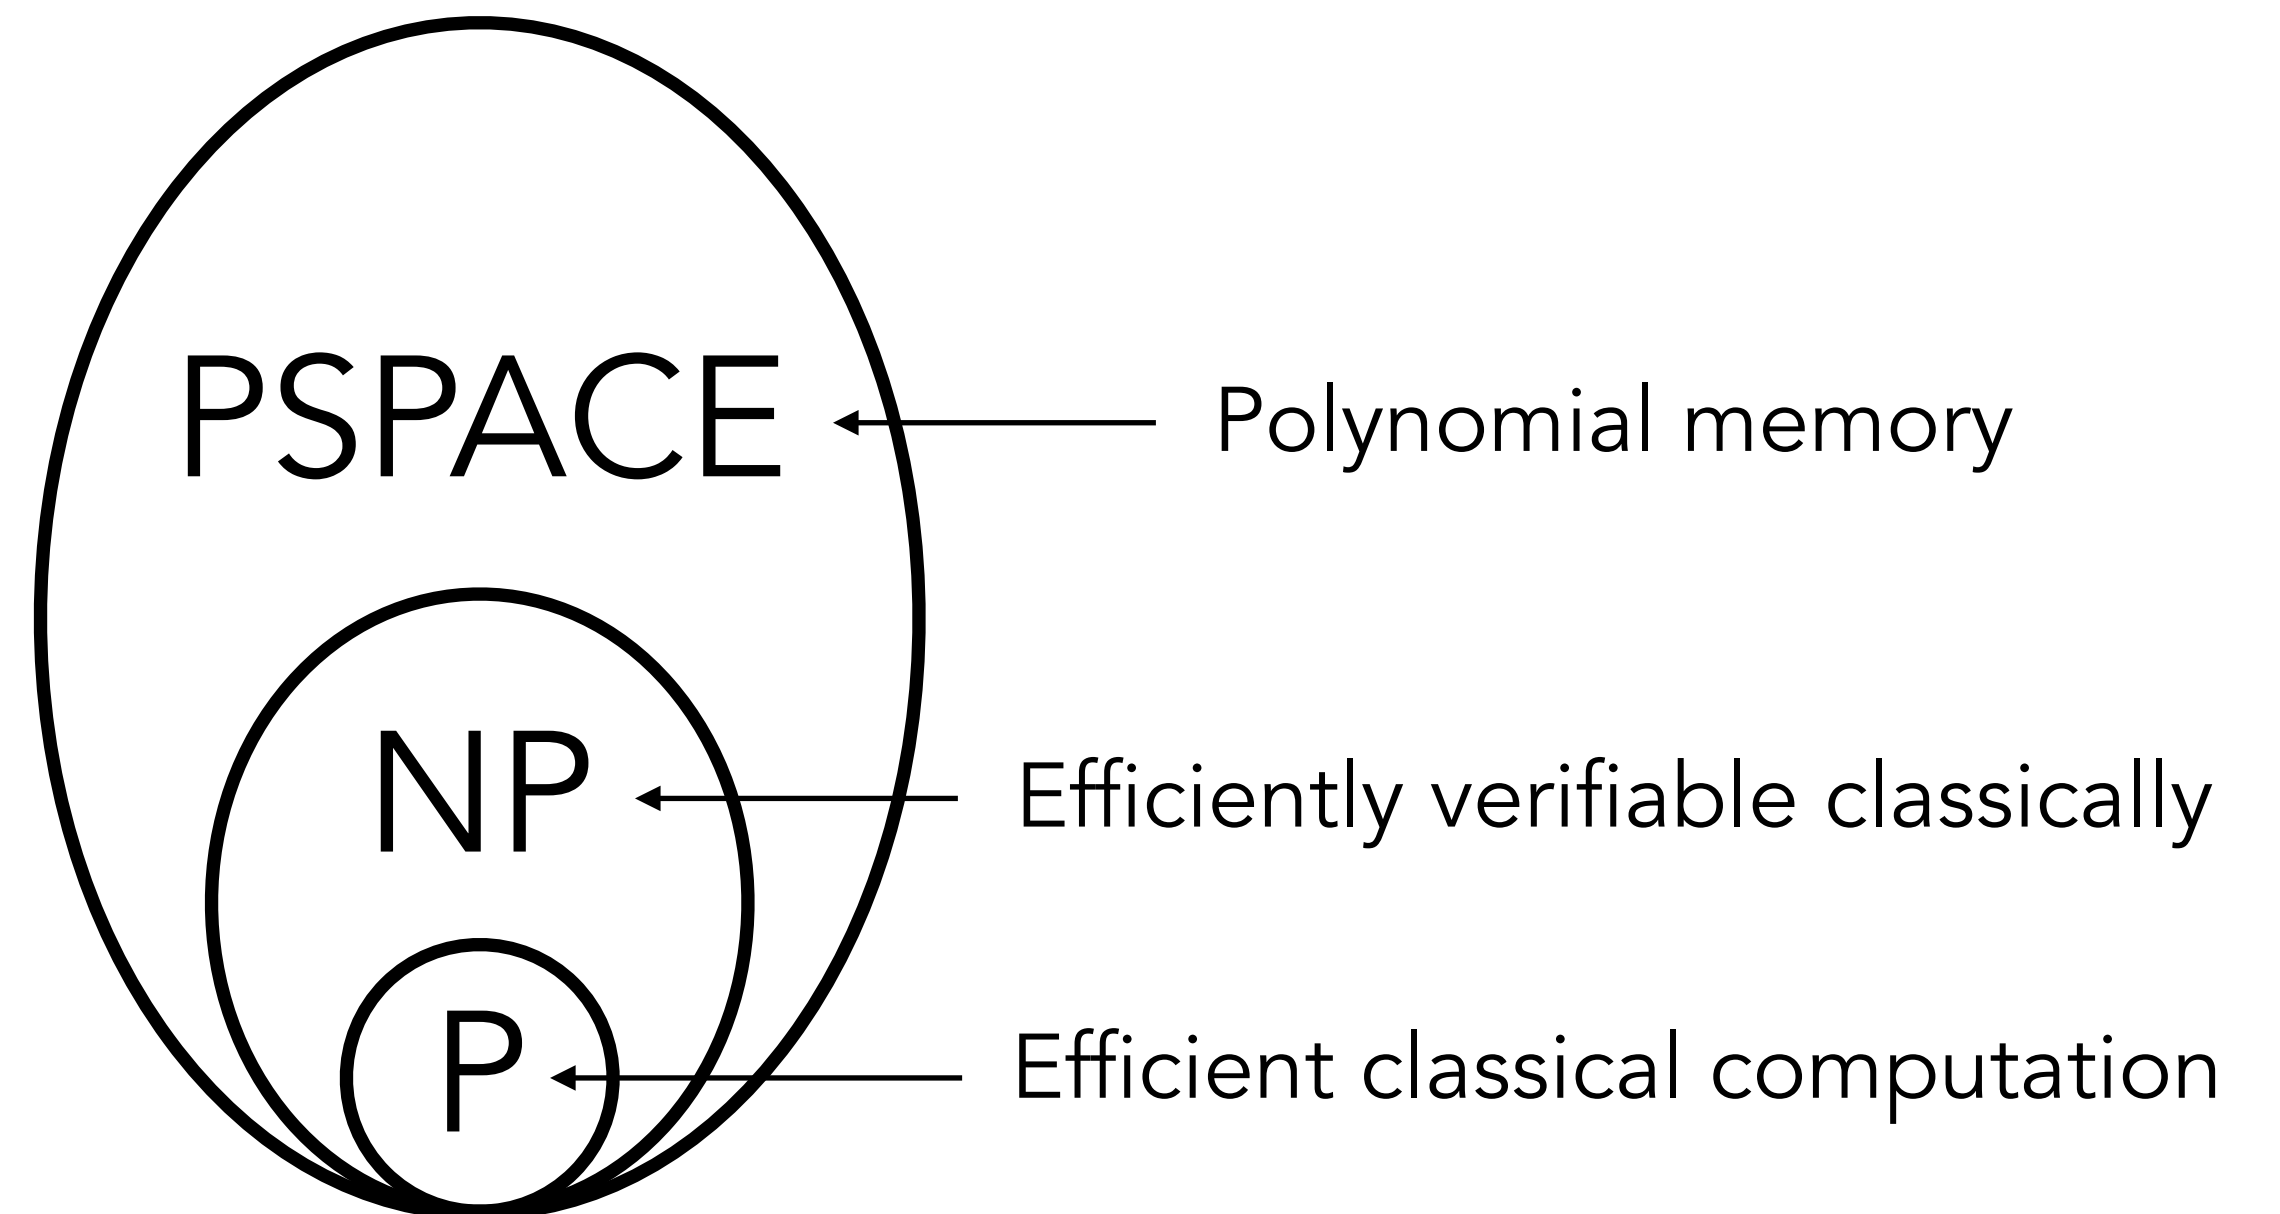 PSPACE
Polynomial memory
NP
Efficiently verifiable classically
P
Efficient classical computation